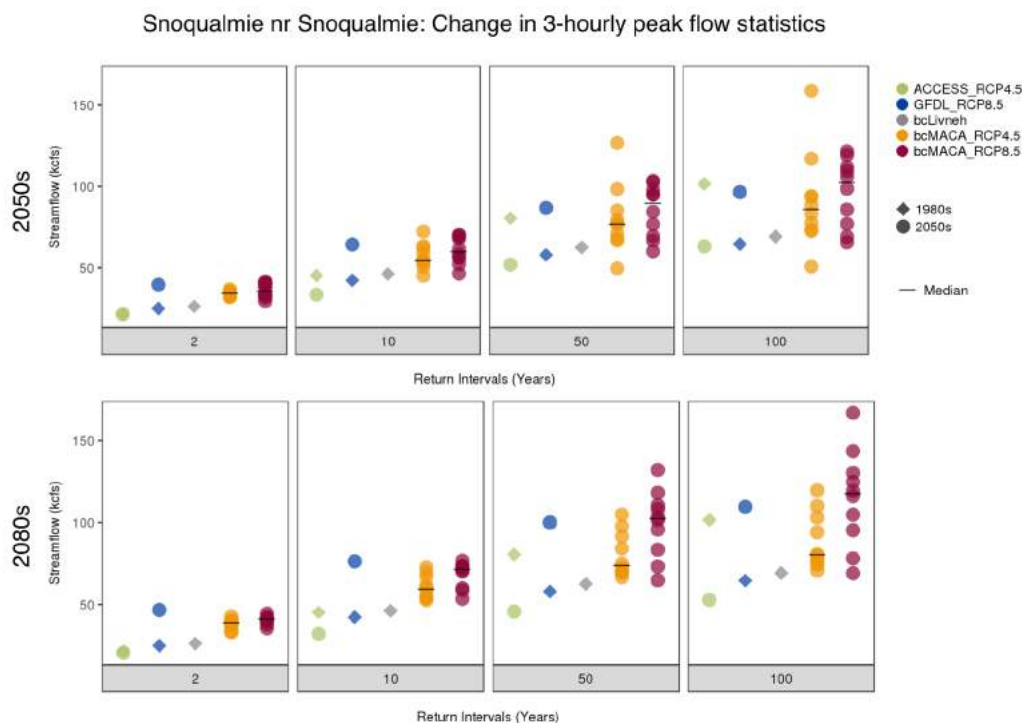 Snoqualmie nr Snoqualmie: Change in 3-hourly peak flow statistics
2050s
Streamflow (kcfs)
150
100
50
2
10
50
100
Return Intervals (Years)
ACCESS_RCP4.5
GFDL_RCP8.5
bcLivneh
bcMACA_RCP4.5
bcMACA_RCP8.5
1980s
2050s
Median
2080s
Streamflow (kcfs)
150
100
50
2
10
50
100
Return Intervals (Years)